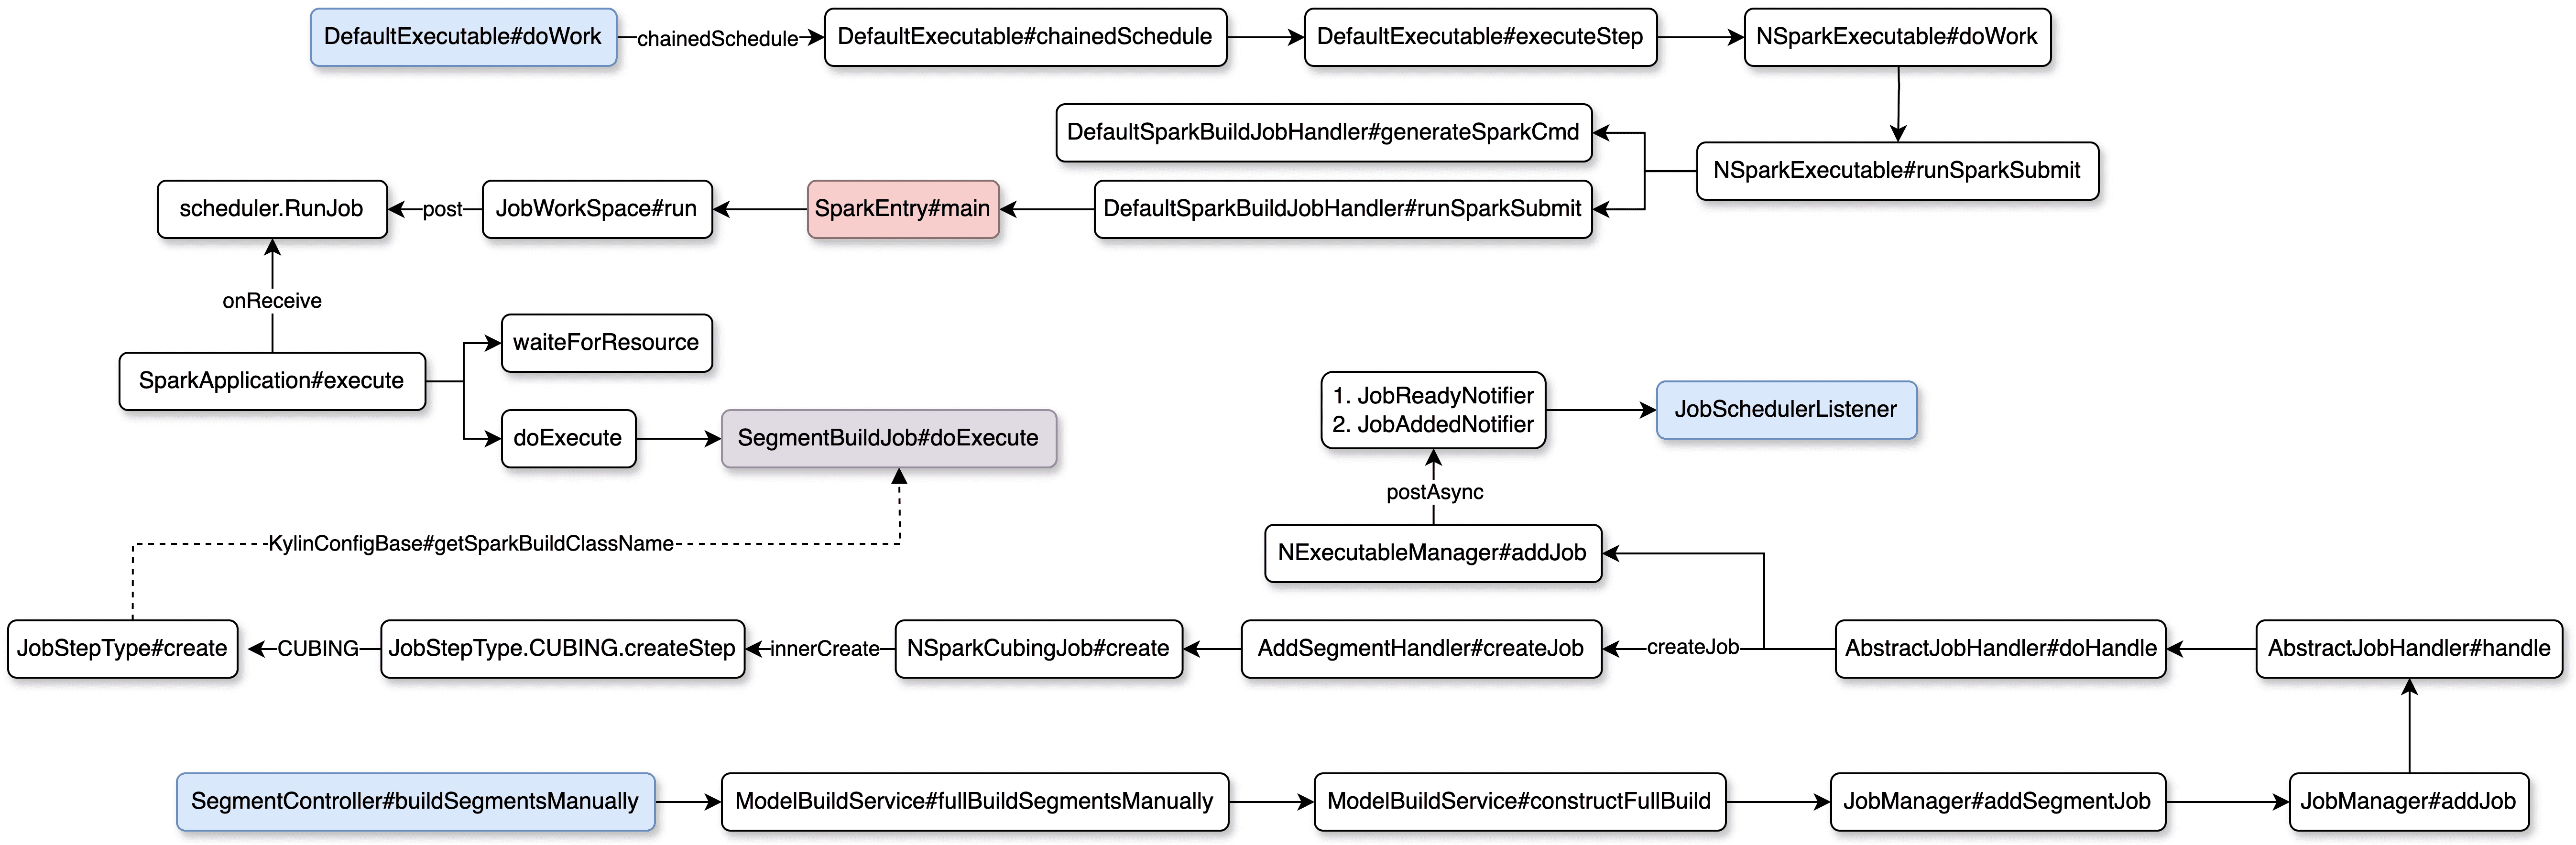 DefaultExecutable#doWork
chainedSchedule
DefaultExecutable#chainedSchedule
DefaultExecutable#executeStep
NSparkExecutable#doWork
DefaultSparkBuildJobHandler#generateSparkCmd
NSparkExecutable#runSparkSubmit
scheduler.RunJob
post
JobWorkSpace#run
SparkEntry#main
DefaultSparkBuildJobHandler#runSparkSubmit
onReceive
waiteForResource
SparkApplication#execute
doExecute
SegmentBuildJob#doExecute
1. JobReadyNotifier
2. JobAddedNotifier
JobSchedulerListener
postAsync
KylinConfigBase#getSparkBuildClassName
NExecutableManager#addJob
JobStepType#create
CUBING
JobStepType.CUBING.createStep
innerCreate
NSparkCubingJob#create
AddSegmentHandler#createJob
createJob
AbstractJobHandler#doHandle
AbstractJobHandler#handle
SegmentController#buildSegmentsManually
ModelBuildService#fullBuildSegmentsManually
ModelBuildService#constructFullBuild
JobManager#addSegmentJob
JobManager#addJob